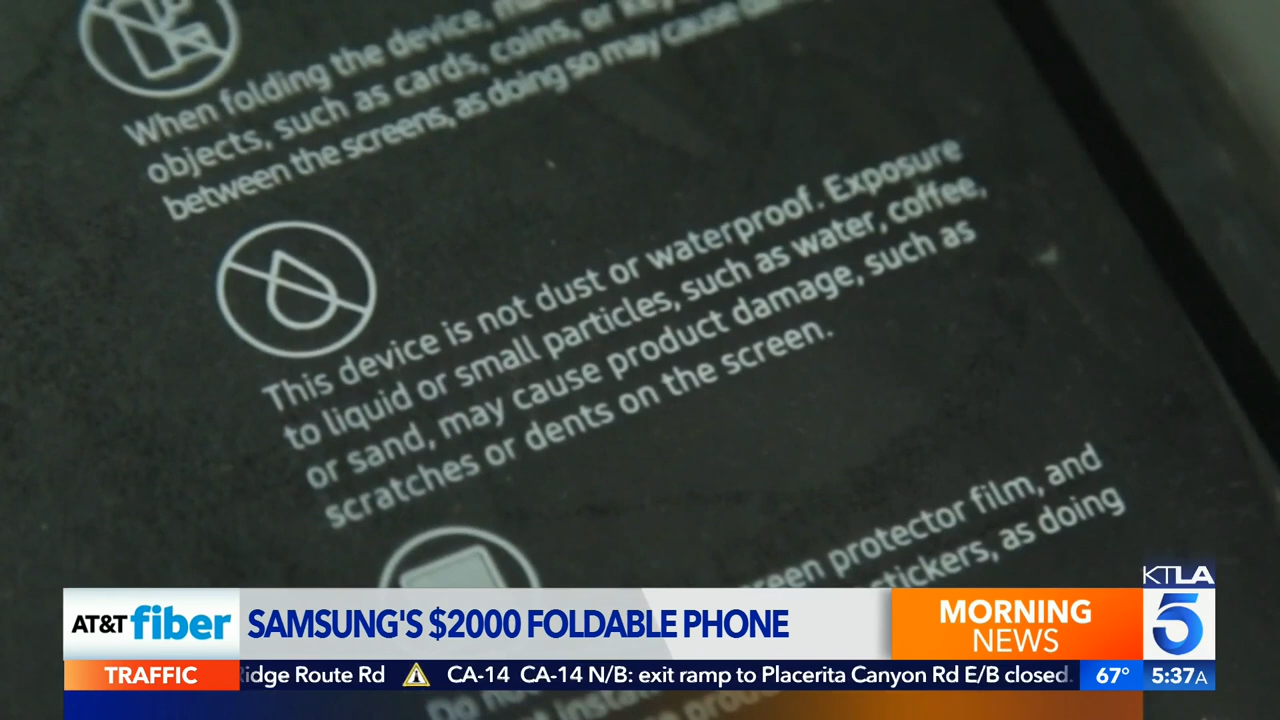 When folding the device,
objects, such as cards, coins, or
between the screens, as doing so may cause
This device is not dust or waterproof. Exposure
to liquid or small particles, such as water, coffee,
or sand, may cause product damage, such as
scratches or dents on the screen.
protector film, and
stickers, as doing
AT&T fiber
SAMSUNG'S $2000 FOLDABLE PHONE
MORNING
NEWS
KTLA
5
TRAFFIC
Ridge Route Rd CA-14 CA-14 N/B: exit ramp to Placerita Canyon Rd E/B closed.
67°
5:37A